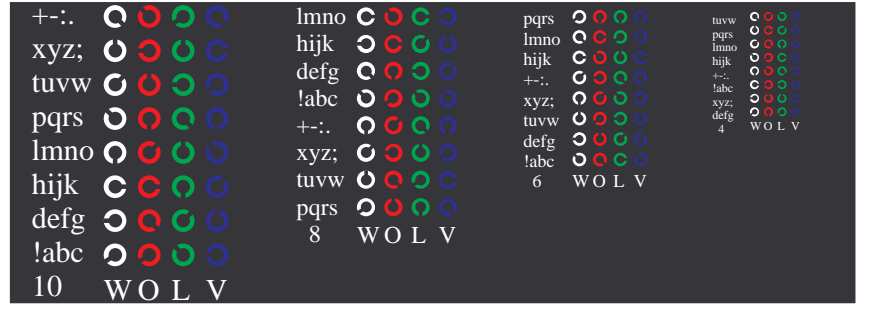 +-:.
xyz;
tuvw
pqrs
lmno
hijk
defg
!abc
10 W O L V
lmno
hijk
defg
!abc
+-:.
xyz;
tuvw
pqrs
8 W O L V
pqrs
lmno
hijk
+-:.
xyz;
tuvw
defg
!abc
6 W O L V
tuvw
pqrs
lmno
hijk
+-:.
!abc
xyz;
defg
4 W O L V